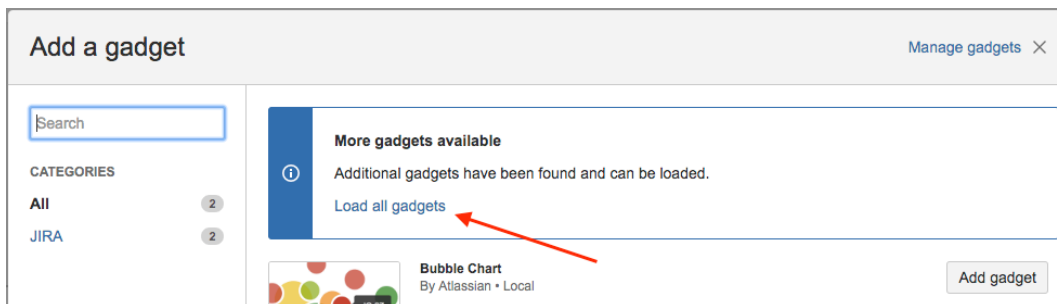 Add a gadget
Manage gadgets
Search
CATEGORIES
All 2
JIRA 2
More gadgets available
Additional gadgets have been found and can be loaded.
Load all gadgets
Bubble Chart
By Atlassian • Local
Add gadget